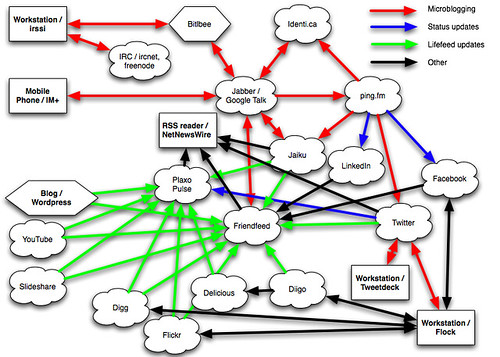 Workstation /
irssi
Bitlbee
Identi.ca
Microblogging
Status updates
Lifefeed updates
Other
IRC / ircnet,
freenode
Mobile
Phone / IM+
Jabber /
Google Talk
ping.fm
RSS reader /
NetNewsWire
Jaiku
LinkedIn
Facebook
Plaxo
Pulse
Blog /
Wordpress
Friendfeed
Twitter
YouTube
Slideshare
Digg
Delicious
Diigo
Workstation /
Tweetdeck
Flickr
Workstation /
Flock